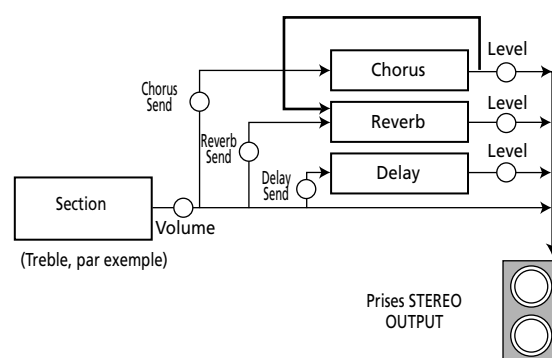 Level
Chorus
Chorus
Send
Level
Reverb
Reverb
Send
Level
Delay
Delay
Send
Section
Volume
(Treble, par exemple)
Prises STEREO
OUTPUT